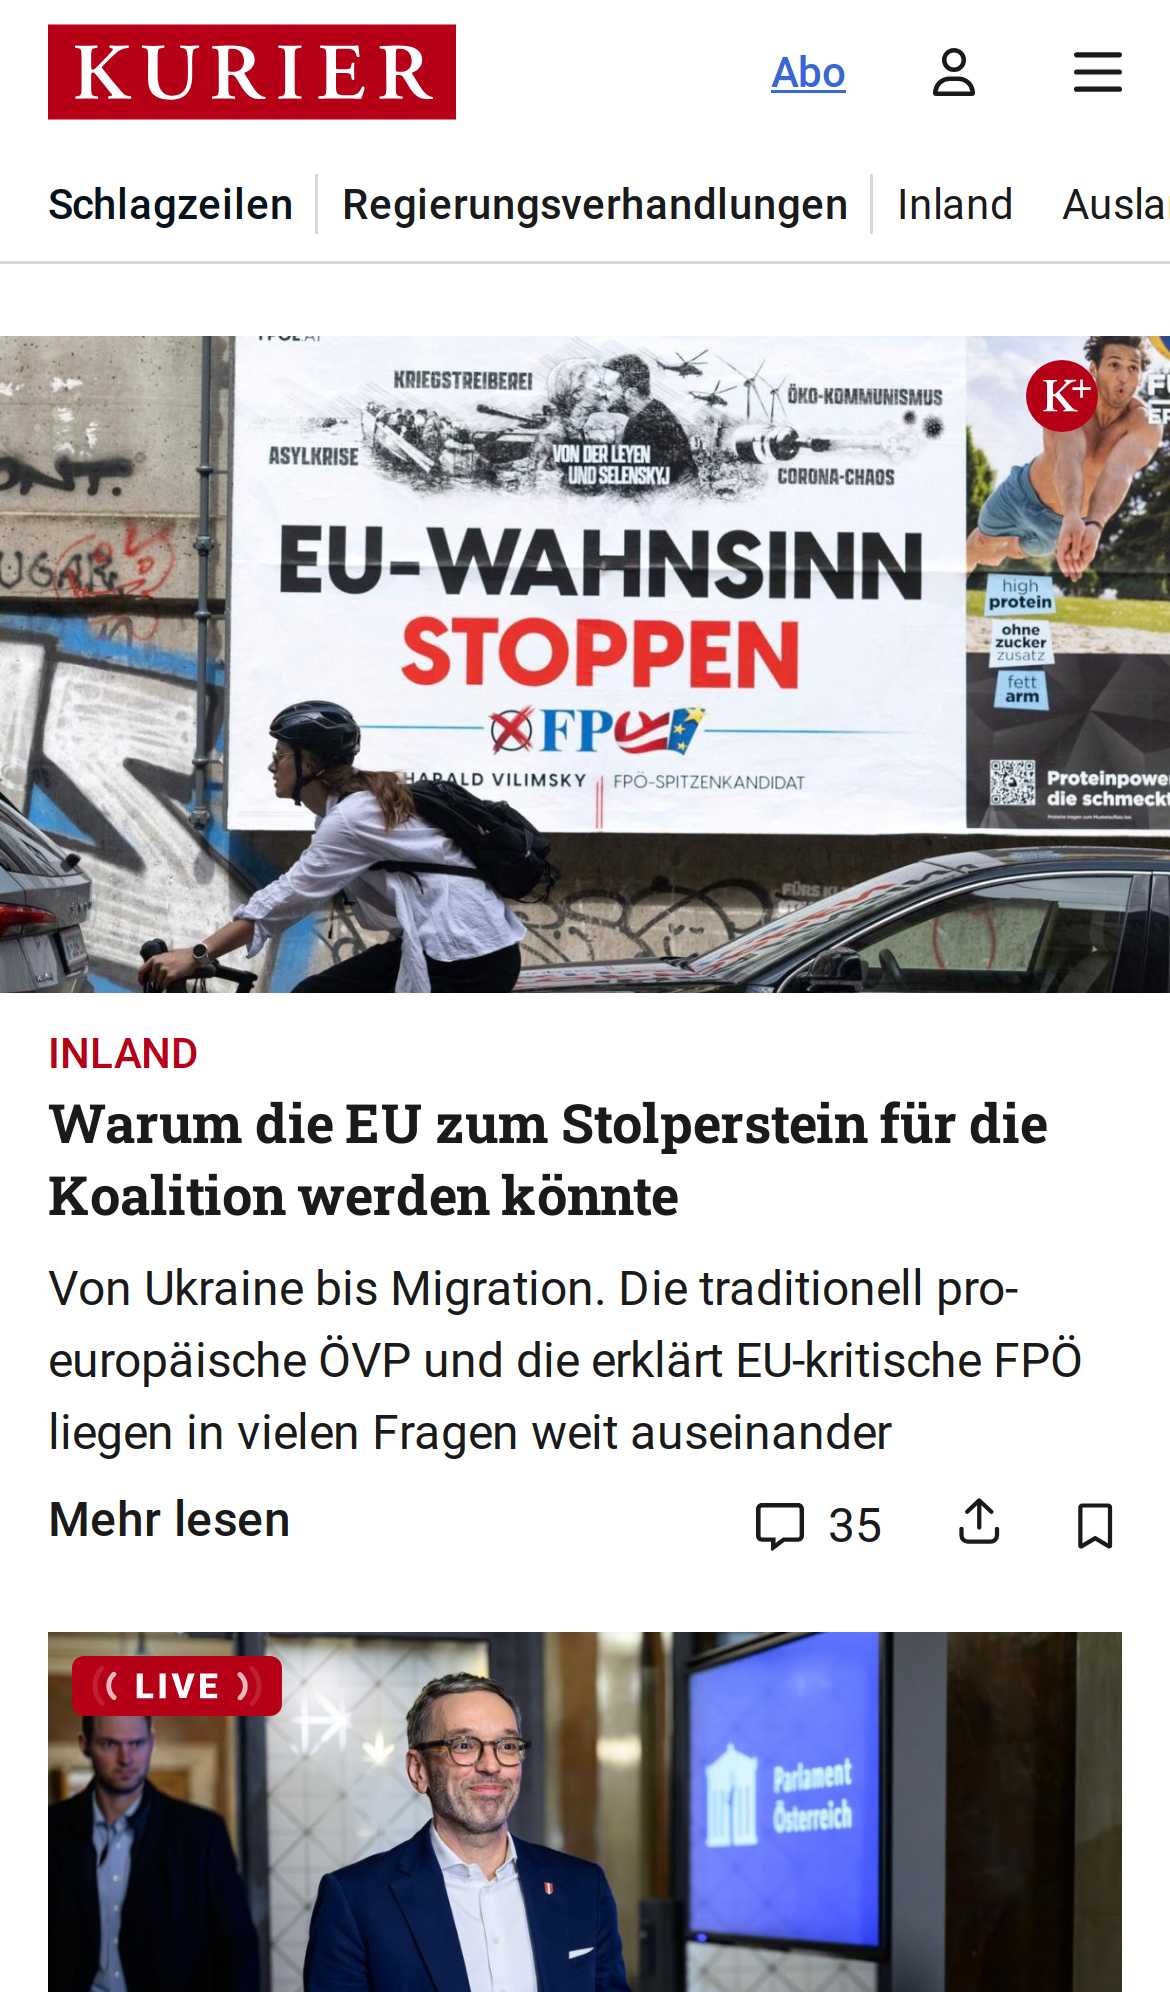 KURIER
Abo
Schlagzeilen
Regierungsverhandlungen
Inland
KRIEGSTREIBEREI
ÖKO-KOMMUNISMUS
K+
ASYLKRISE
VON DER LEYEN
UND SELENSKYJ
CORONA-CHAOS
EU-WAHNSINN
STOPPEN
FPÖ
HARALD VILIMSKY
FPÖ-SPITZENKANDIDAT
high
protein
ohne
zucker
zusatz
fett
arm
die schmeckt
INLAND
Warum die EU zum Stolperstein für die
Koalition werden könnte
Von Ukraine bis Migration. Die traditionell pro-
europäische ÖVP und die erklärt EU-kritische FPÖ
liegen in vielen Fragen weit auseinander
Mehr lesen
35
LIVE
Parlament
Österreich